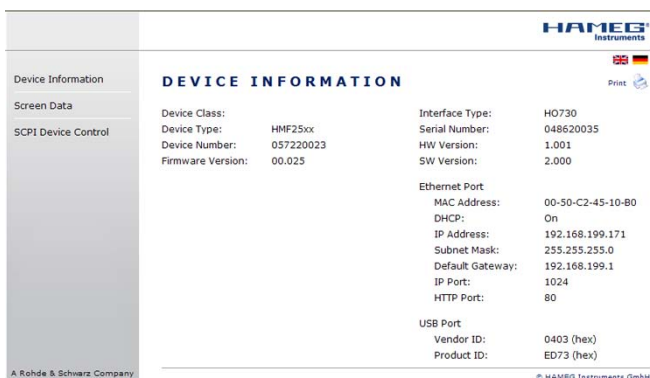 HAMEG®
Instruments
Device Information
Screen Data
SCPI Device Control
A Rohde & Schwarz Company
DEVICE INFORMATION
Print
Device Class:
Device Type: HMF25xx
Device Number: 057220023
Firmware Version: 00.025
Interface Type: HO730
Serial Number: 048620035
HW Version: 1.001
SW Version: 2.000
Ethernet Port
MAC Address: 00-50-C2-45-10-B0
DHCP: On
IP Address: 192.168.199.171
Subnet Mask: 255.255.255.0
Default Gateway: 192.168.199.1
IP Port: 1024
HTTP Port: 80
USB Port
Vendor ID: 0403 (hex)
Product ID: ED73 (hex)
© HAMEG Instruments GmbH